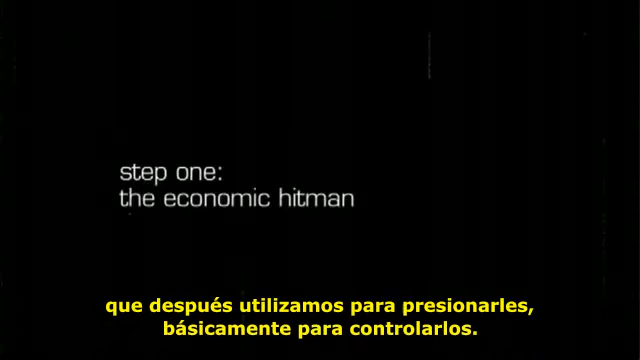 step one:
the economic hitman
que después utilizamos para presionarles,
básicamente para controlarlos.